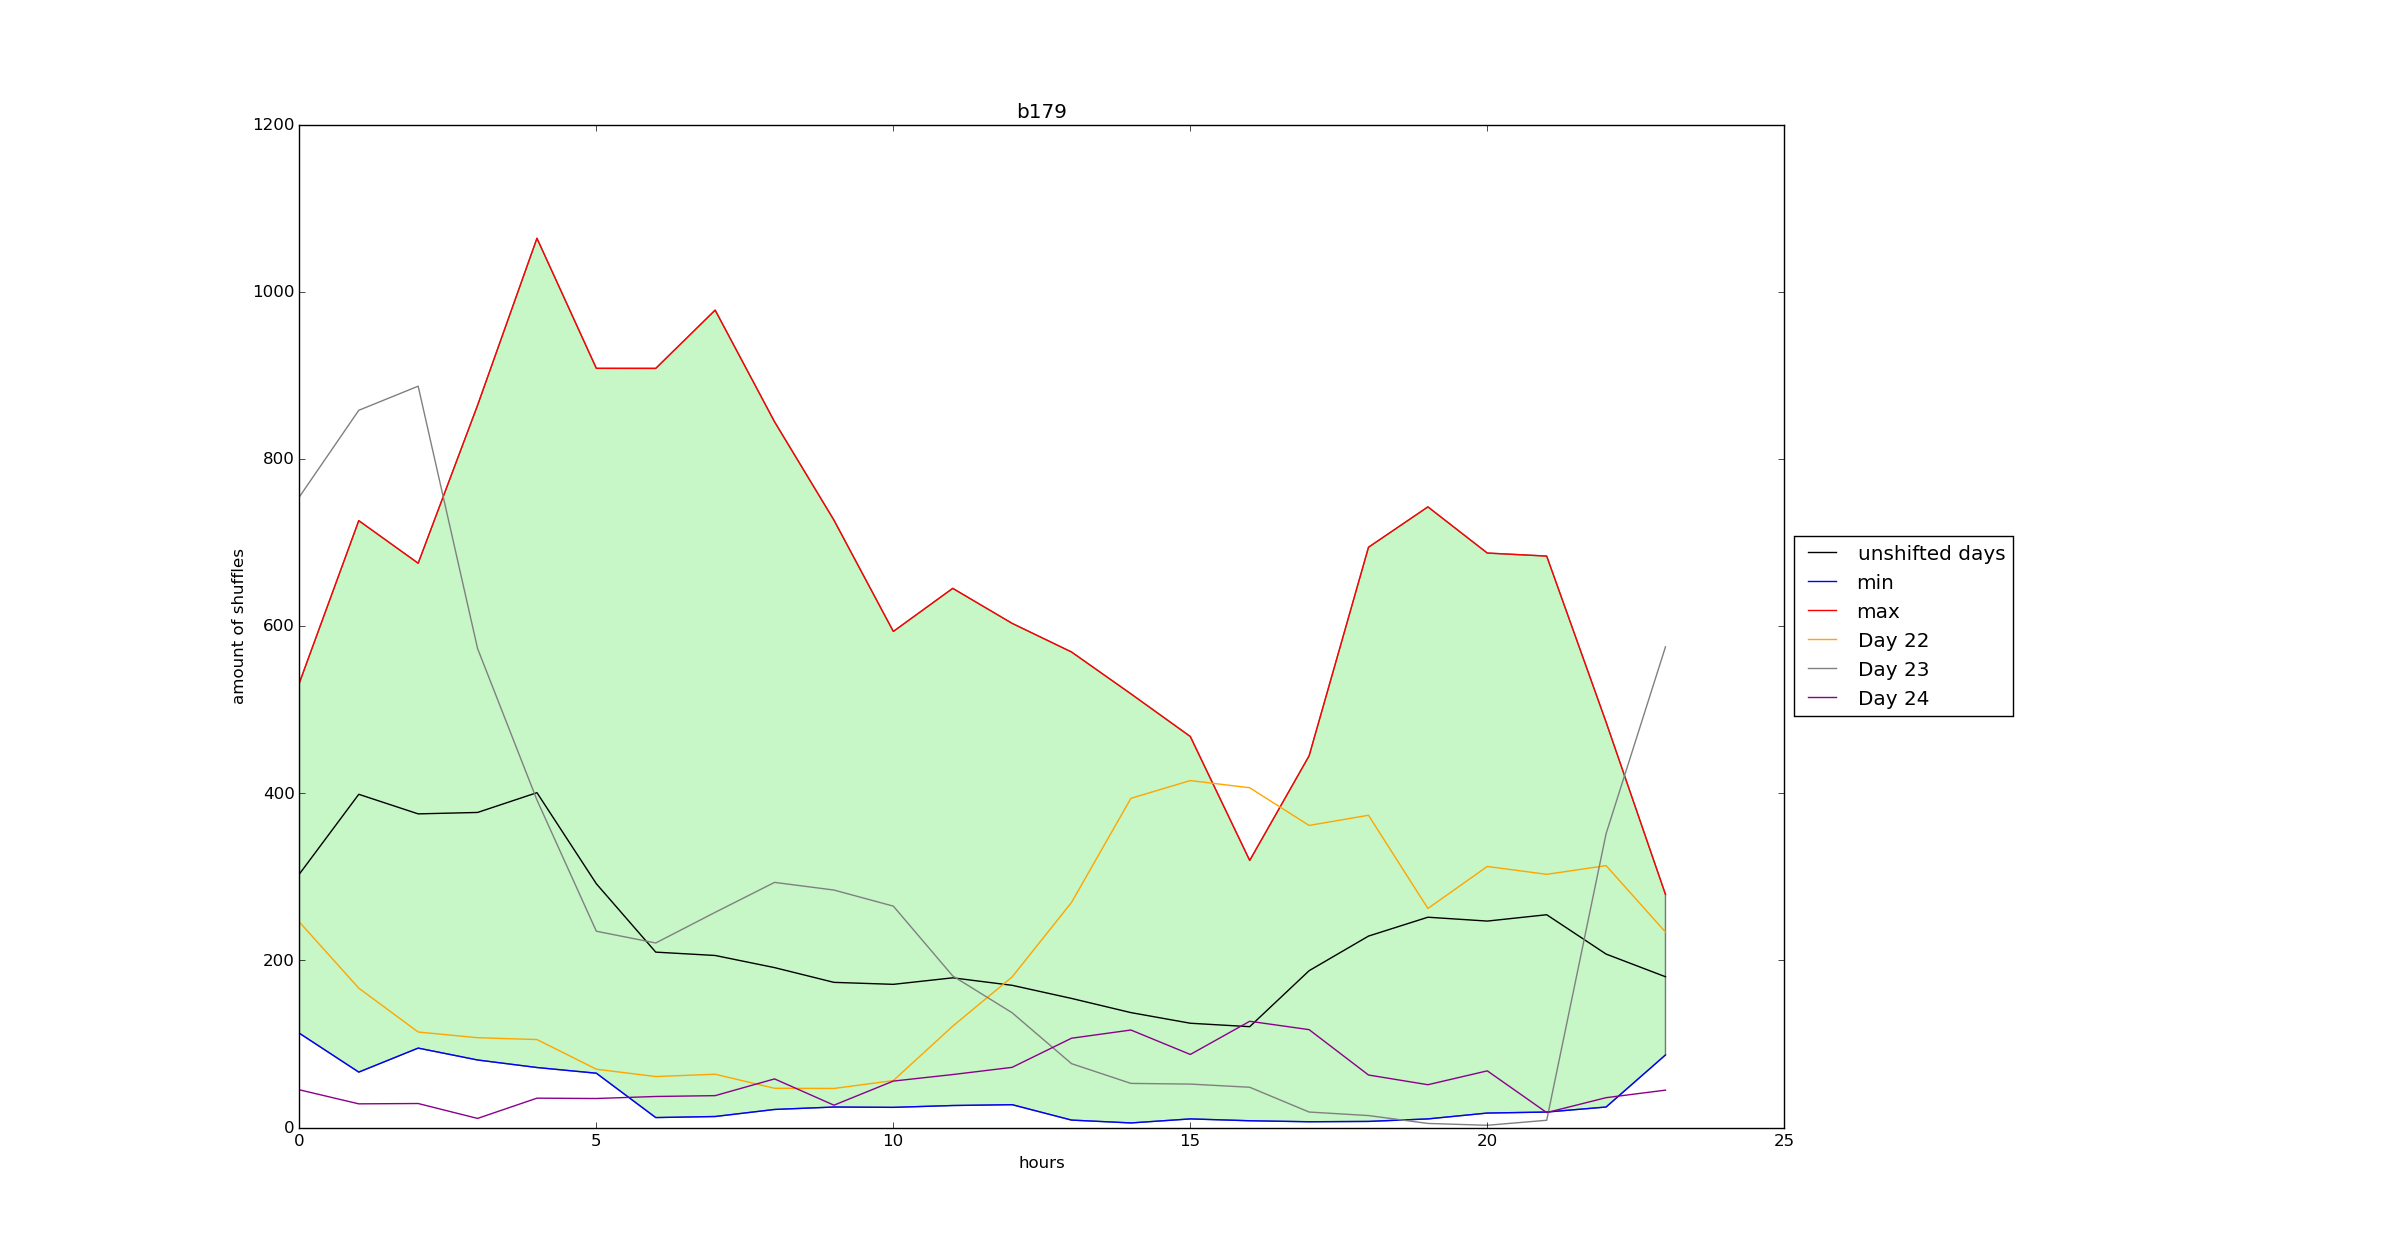 b179
1200
1000
800
600
400
200
0
amount of shuffles
0 5 10 15 20 25
hours
unshifted days
min
max
Day 22
Day 23
Day 24